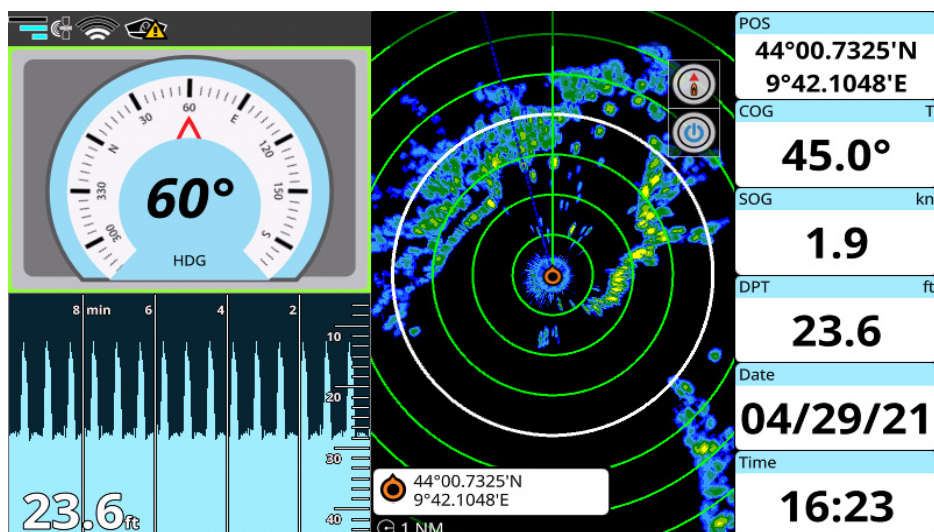 300
330
N
30
60
E
120
150
S
60°
HDG
8 min 6 4 2
10
20
30
40
23.6 ft
44°00.7325'N
9°42.1048'E
1 NM
POS
44°00.7325'N
9°42.1048'E
COG T
45.0°
SOG kn
1.9
DPT ft
23.6
Date
04/29/21
Time
16:23